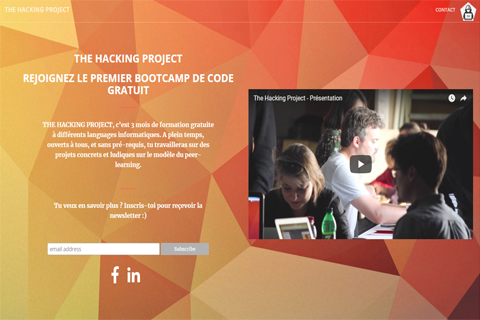 THE HACKING PROJECT
CONTACT
THE HACKING PROJECT
REJOIGNEZ LE PREMIER BOOTCAMP DE CODE
GRATUIT
THE HACKING PROJECT, c'est 3 mois de formation gratuite
à différents languages informatiques. A plein temps,
ouverts à tous, et sans pré-requis, tu travailleras sur des
projets concrets et ludiques sur le modèle du peer-
learning.
Tu veux en savoir plus ? Inscris-toi pour reçevoir la
newsletter :)
email address
Subscribe
The Hacking Project - Présentation